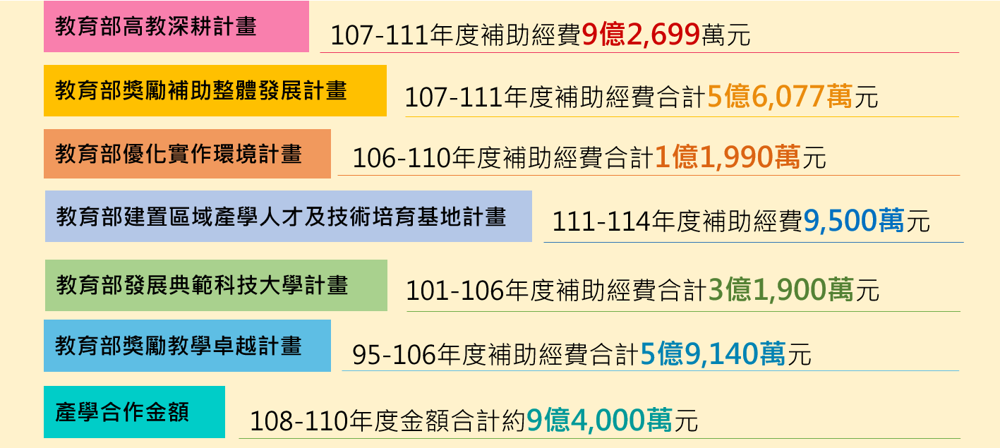 教育部高教深耕計畫
107-111年度補助經費9億2,699萬元
教育部獎勵補助整體發展計畫
107-111年度補助經費合計5億6,077萬元
教育部優化實作環境計畫
106-110年度補助經費合計1億1,990萬元
教育部建置區域產學人才及技術培育基地計畫
111-114年度補助經費9,500萬元
教育部發展典範科技大學計畫
101-106年度補助經費合計3億1,900萬元
教育部獎勵教學卓越計畫
95-106年度補助經費合計5億9,140萬元
產學合作金額
108-110年度金額合計約9億4,000萬元